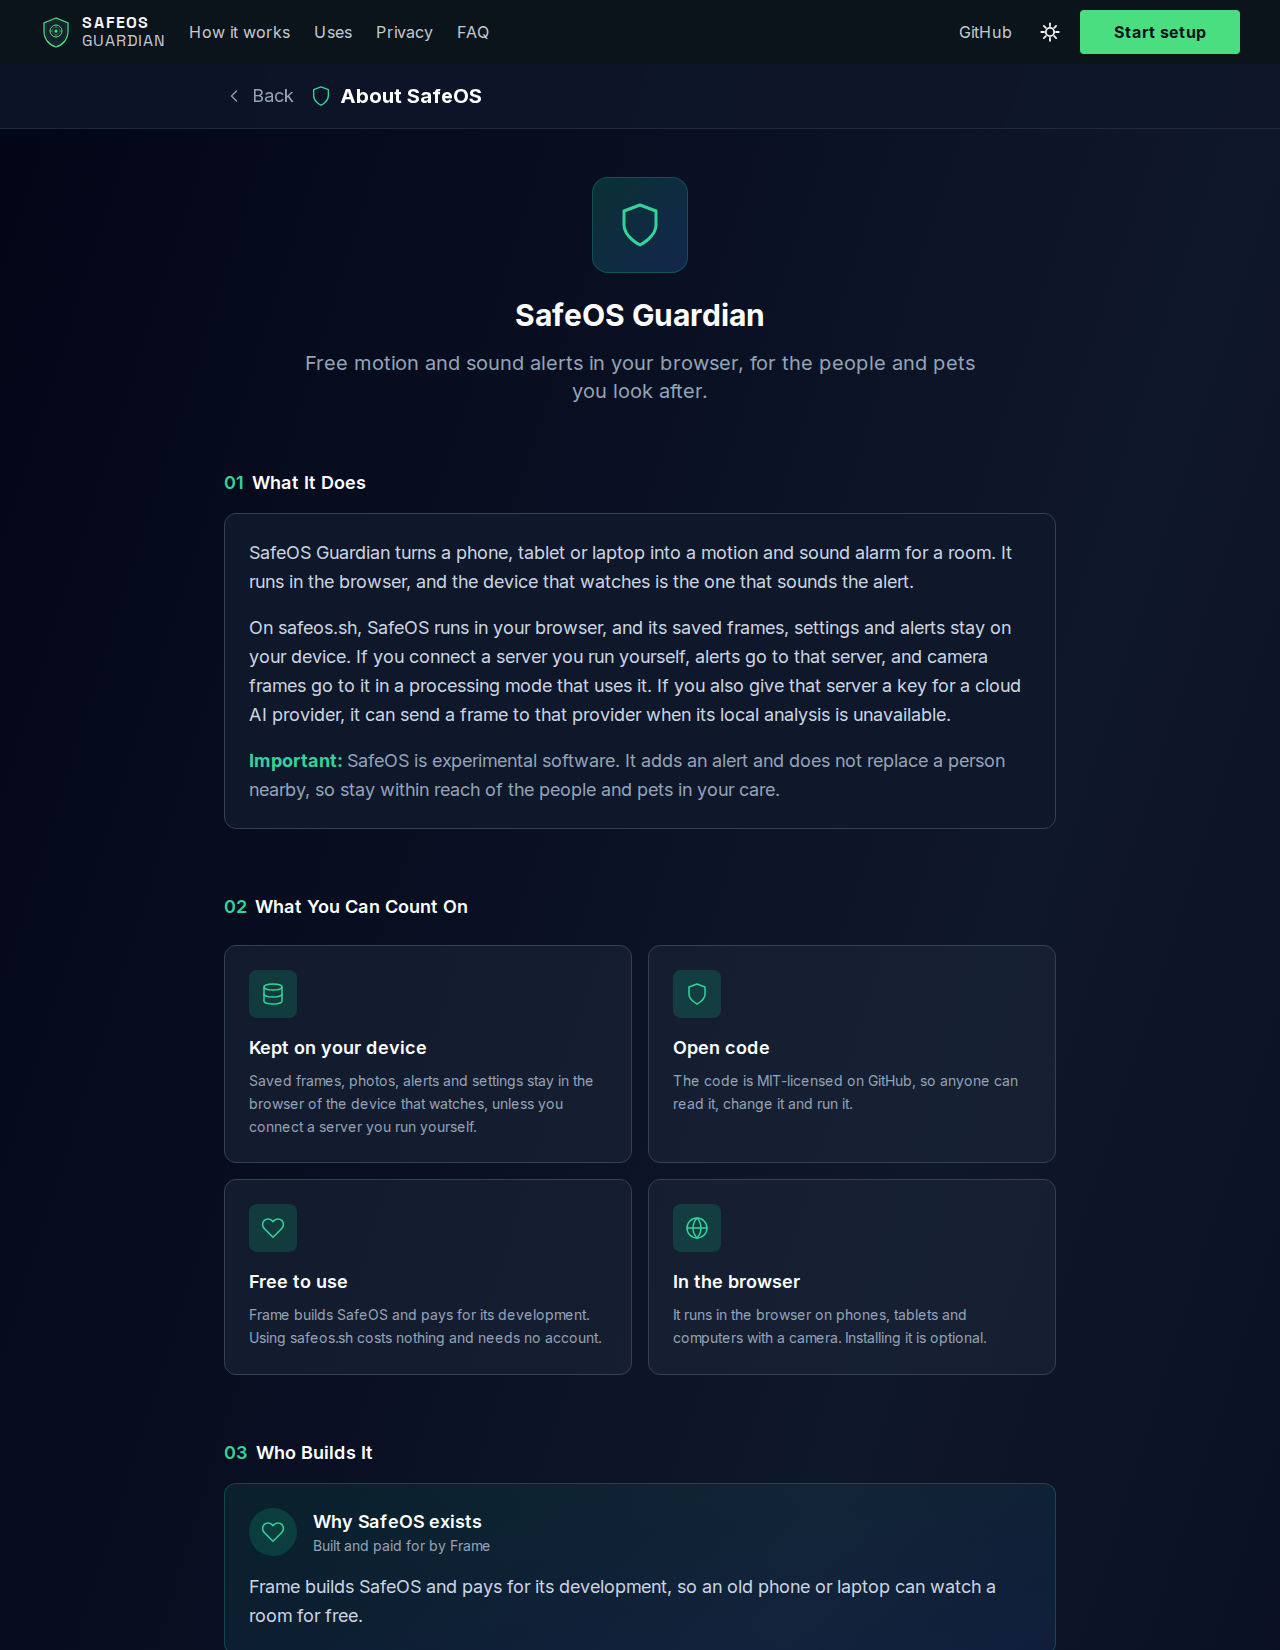 SAFEOS
GUARDIAN
How it works
Uses
Privacy
FAQ
GitHub
Start setup
Back
About SafeOS
SafeOS Guardian
Free motion and sound alerts in your browser, for the people and pets
you look after.
01 What It Does
SafeOS Guardian turns a phone, tablet or laptop into a motion and sound alarm for a room. It
runs in the browser, and the device that watches is the one that sounds the alert.
On safeos.sh, SafeOS runs in your browser, and its saved frames, settings and alerts stay on
your device. If you connect a server you run yourself, alerts go to that server, and camera
frames go to it in a processing mode that uses it. If you also give that server a key for a cloud
AI provider, it can send a frame to that provider when its local analysis is unavailable.
Important: SafeOS is experimental software. It adds an alert and does not replace a person
nearby, so stay within reach of the people and pets in your care.
02 What You Can Count On
Kept on your device
Saved frames, photos, alerts and settings stay in the
browser of the device that watches, unless you
connect a server you run yourself.
Open code
The code is MIT-licensed on GitHub, so anyone can
read it, change it and run it.
Free to use
Frame builds SafeOS and pays for its development.
Using safeos.sh costs nothing and needs no account.
In the browser
It runs in the browser on phones, tablets and
computers with a camera. Installing it is optional.
03 Who Builds It
Why SafeOS exists
Built and paid for by Frame
Frame builds SafeOS and pays for its development, so an old phone or laptop can watch a
room for free.